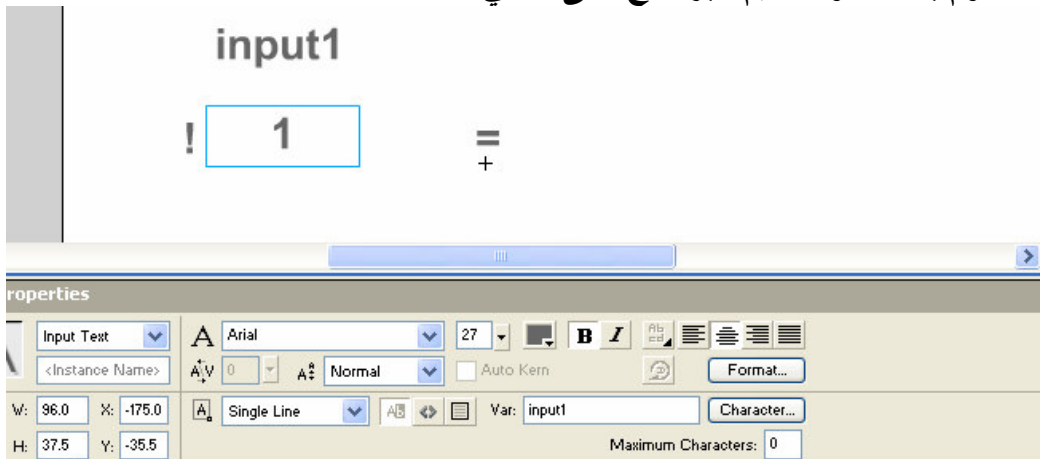 input1
! 1 =
roperties
Input Text Arial 27 B I
<Instance Name> 0 Normal Auto Kern Format...
W: 96.0 X: -175.0 Single Line Var: input1 Character...
H: 37.5 Y: -35.5 Maximum Characters: 0